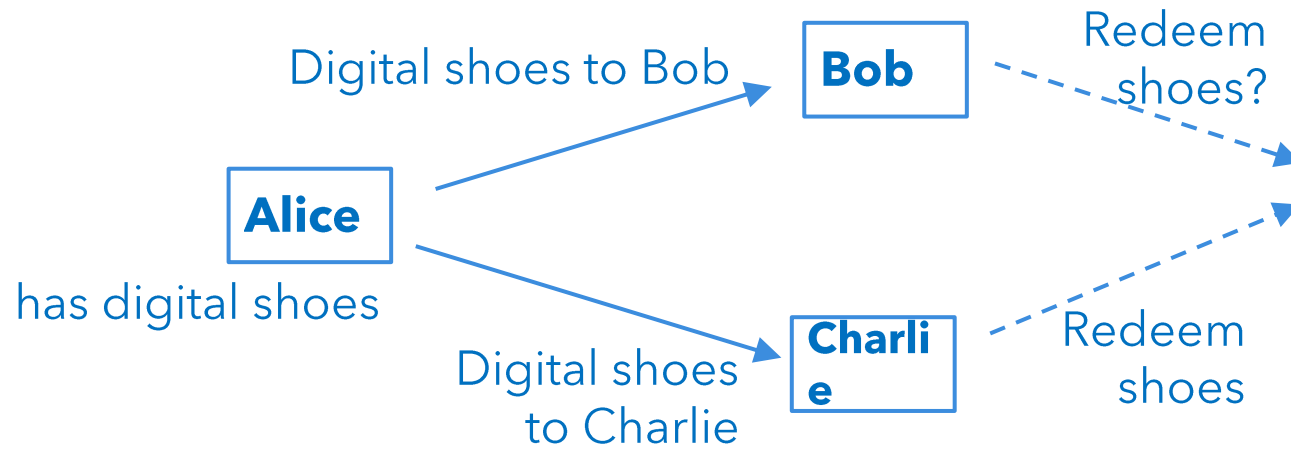 Digital shoes to Bob
Bob
Redeem
shoes?
Alice
has digital shoes
Digital shoes
to Charlie
Charli
e
Redeem
shoes